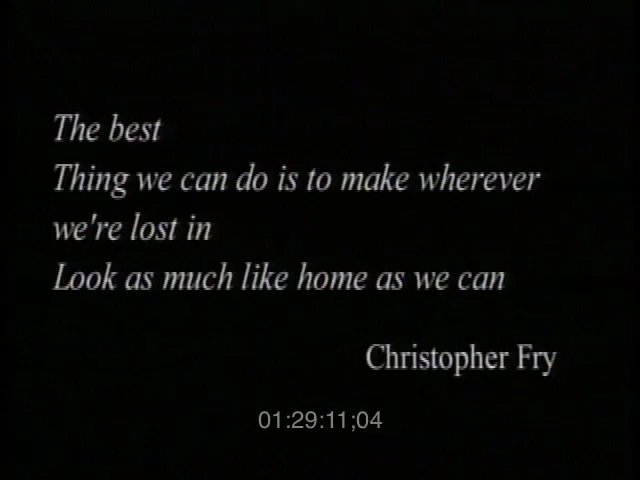 The best
Thing we can do is to make wherever
we're lost in
Look as much like home as we can
Christopher Fry
01:29:11;04